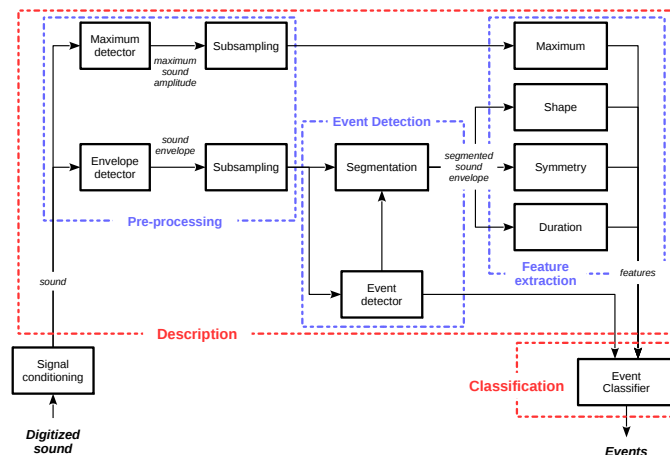 Maximum
detector
maximum
sound
amplitude
Subsampling
Maximum
Event Detection
Shape
Envelope
detector
sound
envelope
Subsampling
Segmentation
segmented
sound
envelope
Symmetry
Pre-processing
Duration
sound
Event
detector
Feature
extraction
features
Description
Signal
conditioning
Classification
Event
Classifier
Digitized
sound
Events